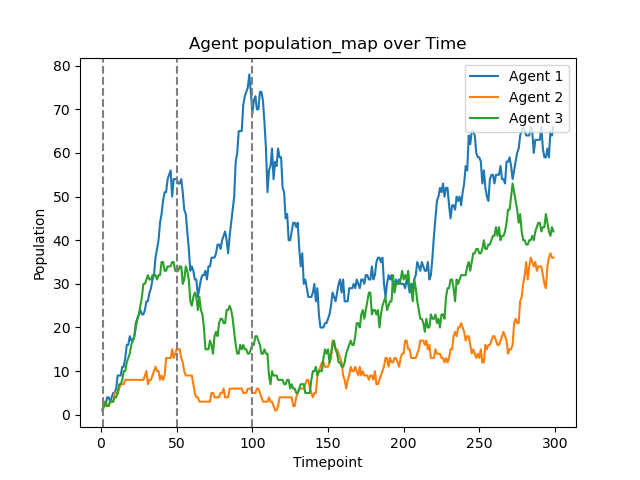 Agent population_map over Time
Agent 1
Agent 2
Agent 3
Population
80
70
60
50
40
30
20
10
0
0 50 100 150 200 250 300
Timepoint